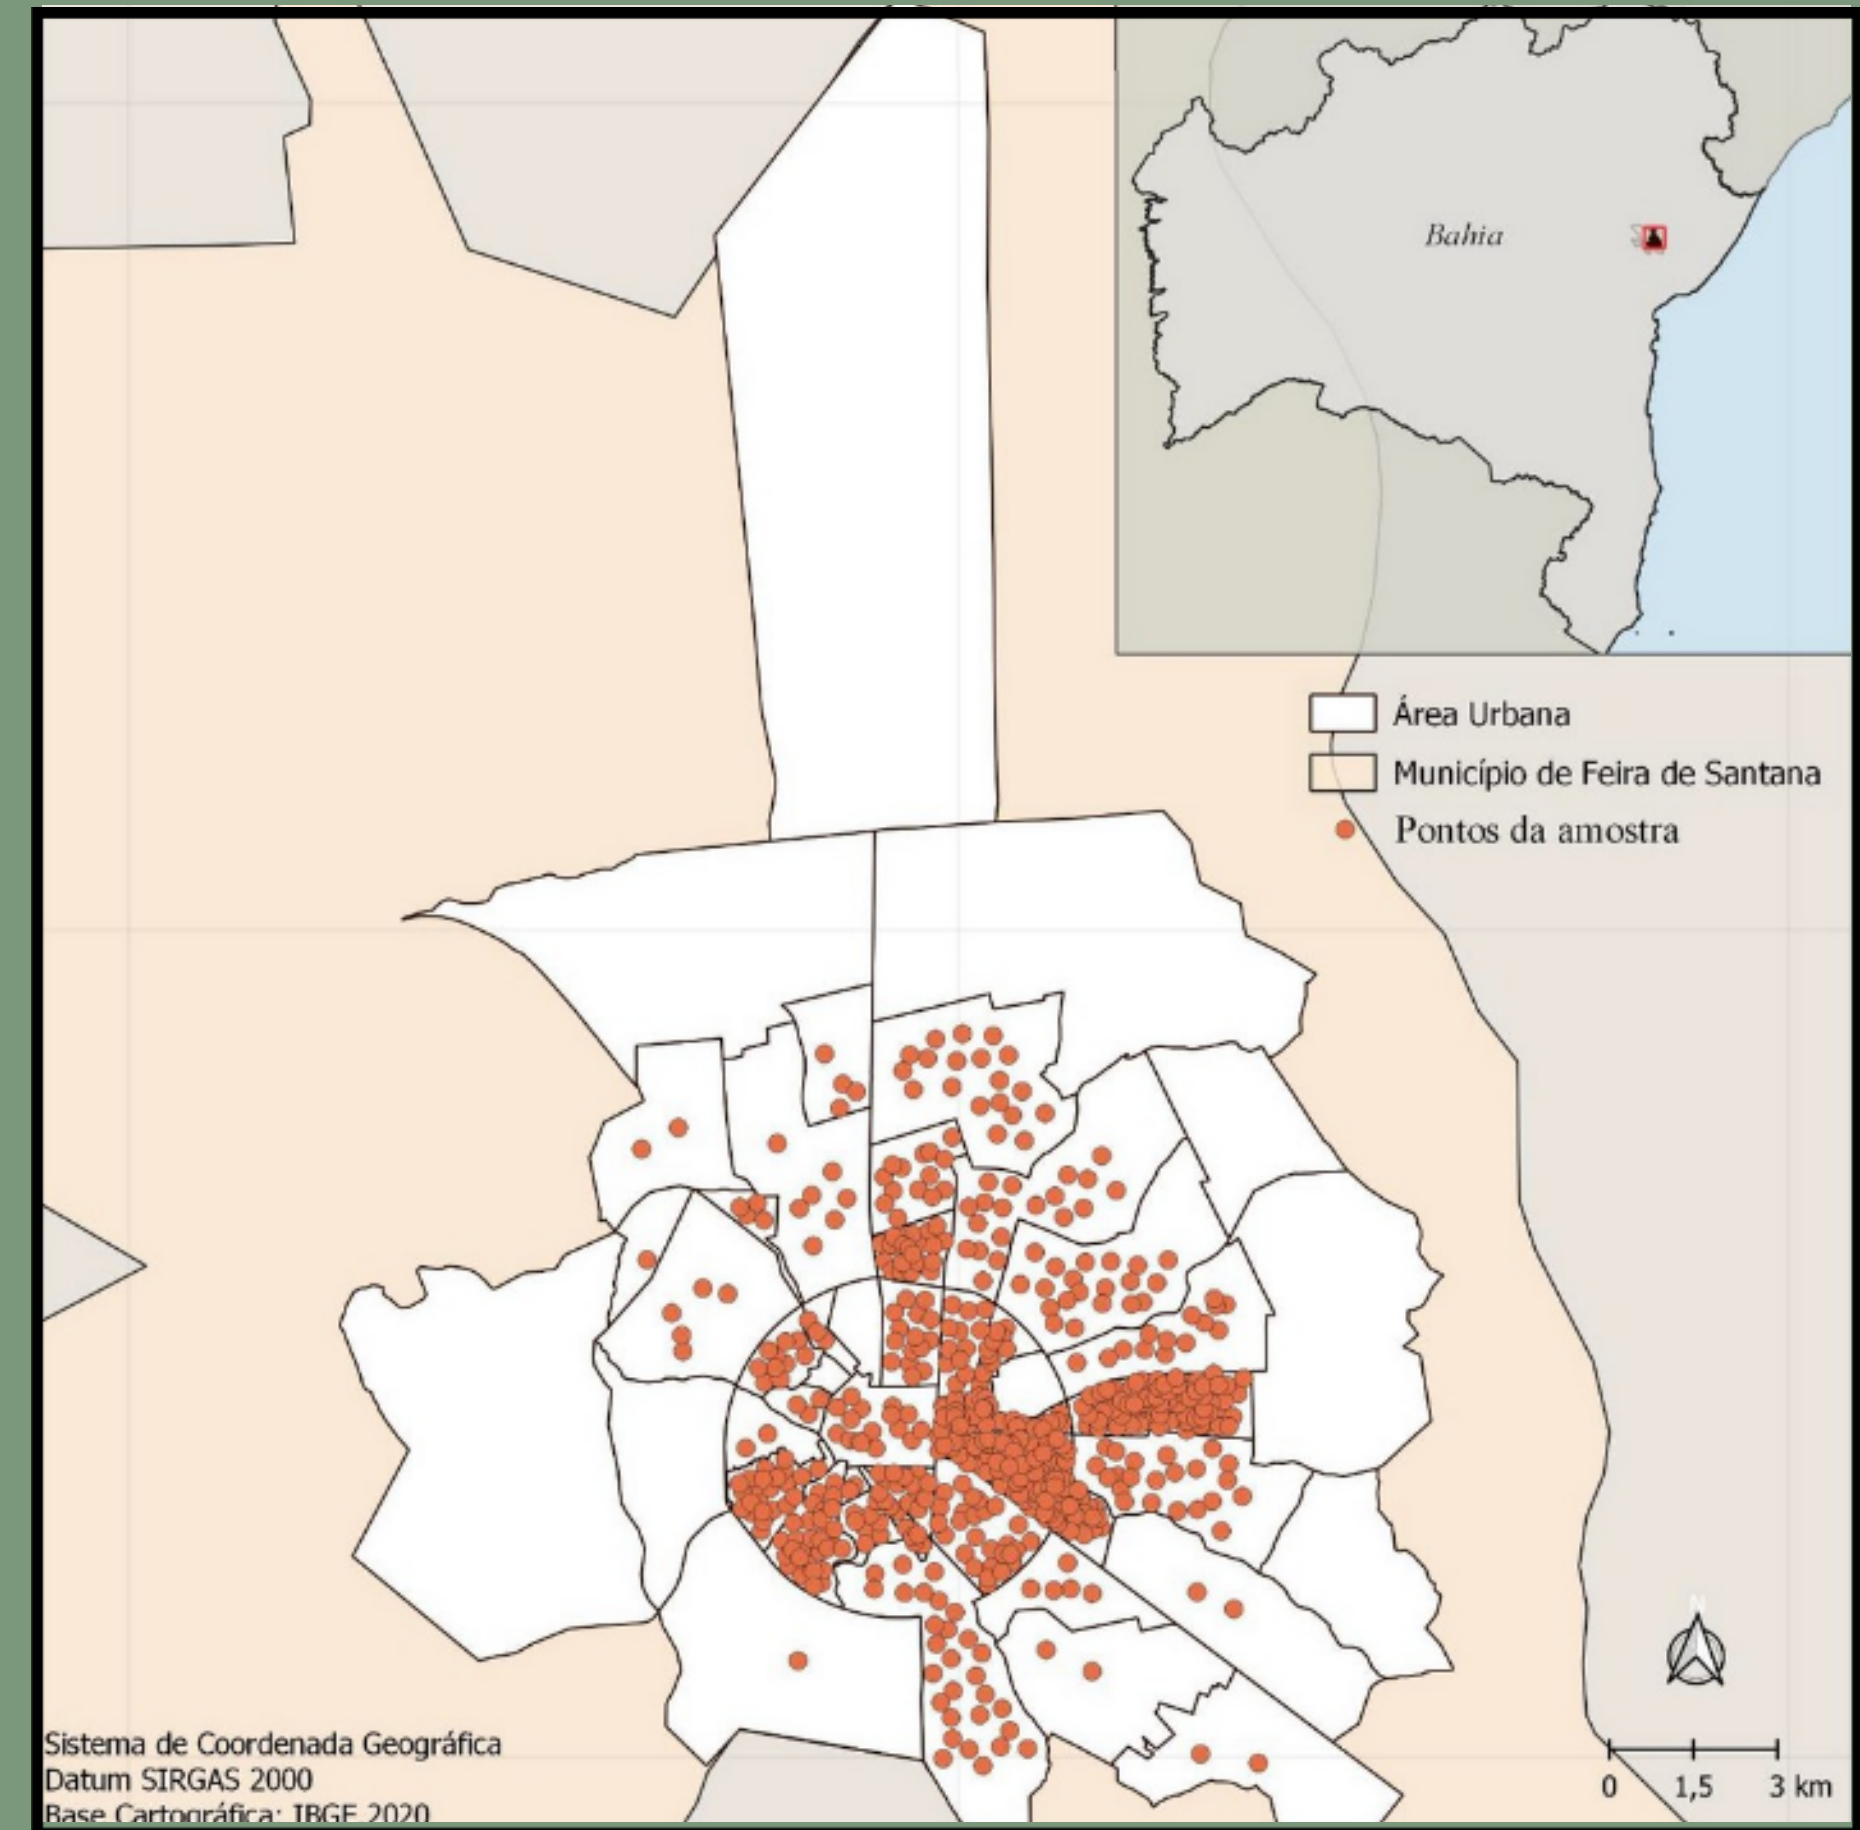 Bahia
Área Urbana
Município de Feira de Santana
Pontos da amostra
N
0 1,5 3 km
Sistema de Coordenada Geográfica
Datum SIRGAS 2000
Base Cartográfica: IBGE 2020